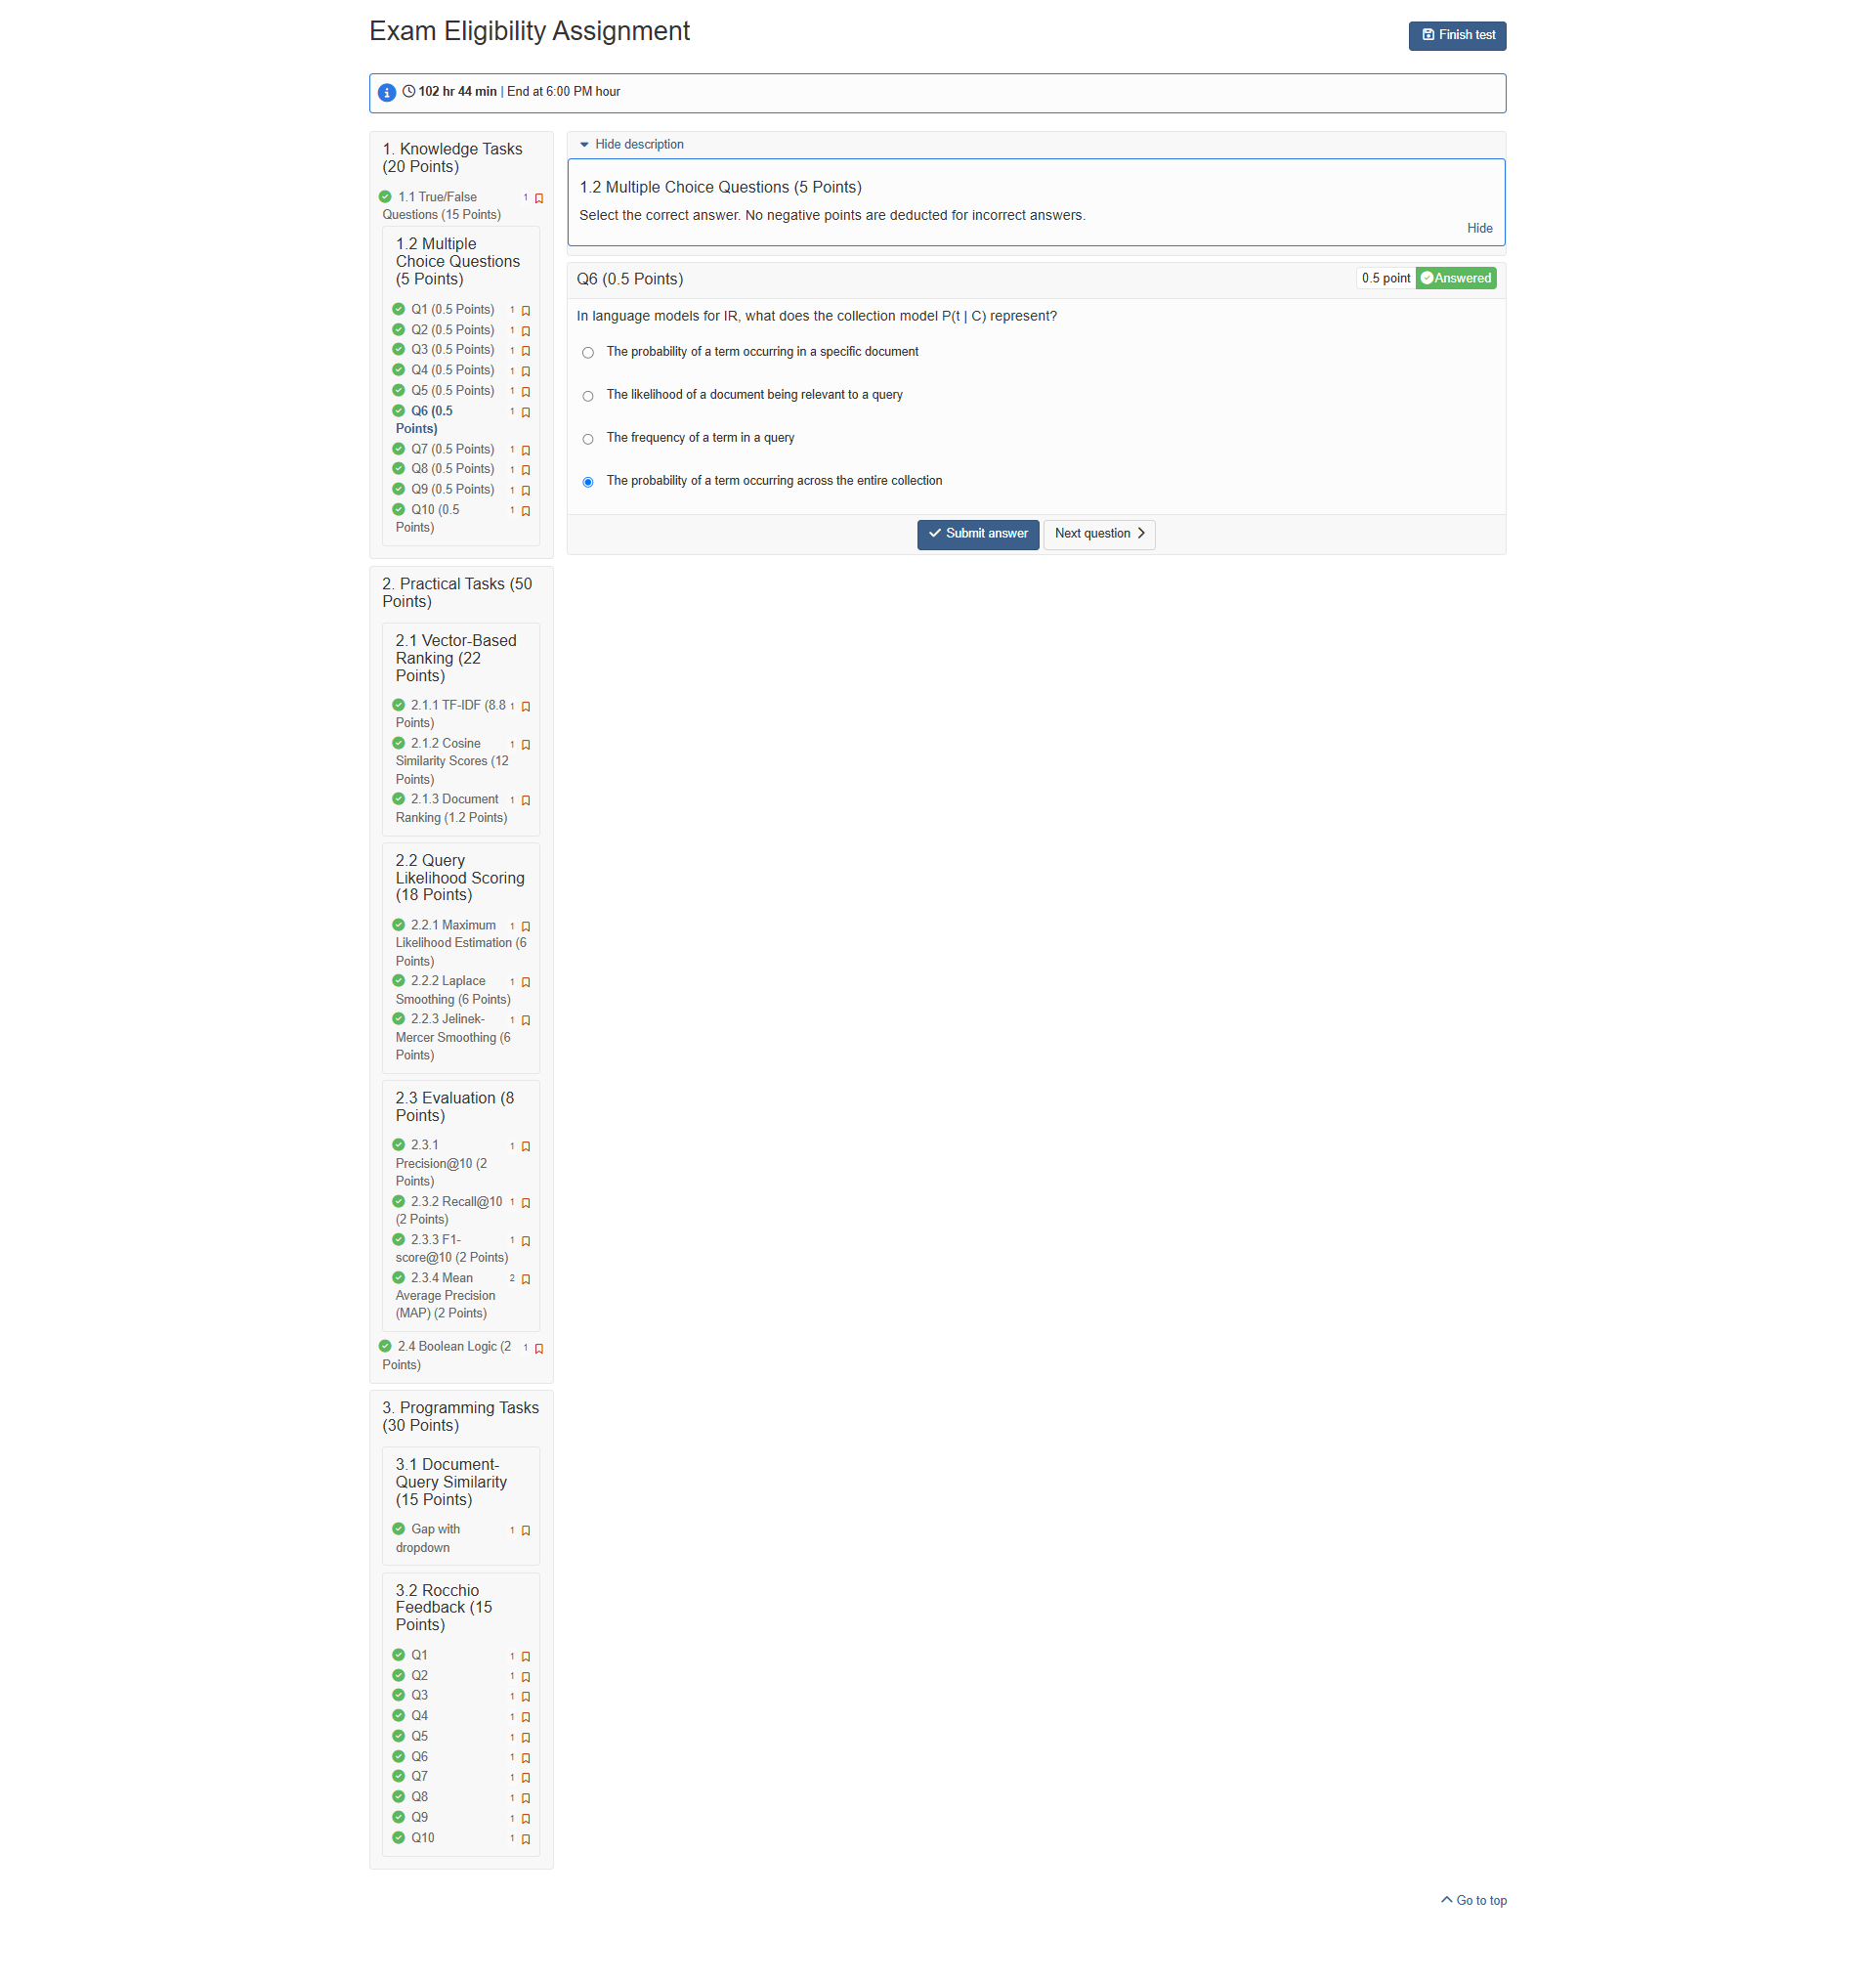 Exam Eligibility Assignment
Finish test
102 hr 44 min | End at 6:00 PM hour
1. Knowledge Tasks
(20 Points)
1.1 True/False 1
Questions (15 Points)
1.2 Multiple
Choice Questions
(5 Points)
Q1 (0.5 Points) 1
Q2 (0.5 Points) 1
Q3 (0.5 Points) 1
Q4 (0.5 Points) 1
Q5 (0.5 Points) 1
Q6 (0.5 1
Points)
Q7 (0.5 Points) 1
Q8 (0.5 Points) 1
Q9 (0.5 Points) 1
Q10 (0.5 1
Points)
2. Practical Tasks (50
Points)
2.1 Vector-Based
Ranking (22
Points)
2.1.1 TF-IDF (8.8 1
Points)
2.1.2 Cosine 1
Similarity Scores (12
Points)
2.1.3 Document 1
Ranking (1.2 Points)
2.2 Query
Likelihood Scoring
(18 Points)
2.2.1 Maximum 1
Likelihood Estimation (6
Points)
2.2.2 Laplace 1
Smoothing (6 Points)
2.2.3 Jelinek- 1
Mercer Smoothing (6
Points)
2.3 Evaluation (8
Points)
2.3.1 1
Precision@10 (2
Points)
2.3.2 Recall@10 1
(2 Points)
2.3.3 F1- 1
score@10 (2 Points)
2.3.4 Mean 2
Average Precision
(MAP) (2 Points)
2.4 Boolean Logic (2 1
Points)
3. Programming Tasks
(30 Points)
3.1 Document-
Query Similarity
(15 Points)
Gap with 1
dropdown
3.2 Rocchio
Feedback (15
Points)
Q1 1
Q2 1
Q3 1
Q4 1
Q5 1
Q6 1
Q7 1
Q8 1
Q9 1
Q10 1
Hide description
1.2 Multiple Choice Questions (5 Points)
Select the correct answer. No negative points are deducted for incorrect answers.
Hide
Q6 (0.5 Points)
0.5 point Answered
In language models for IR, what does the collection model P(t | C) represent?
The probability of a term occurring in a specific document
The likelihood of a document being relevant to a query
The frequency of a term in a query
The probability of a term occurring across the entire collection
Submit answer
Next question
Go to top